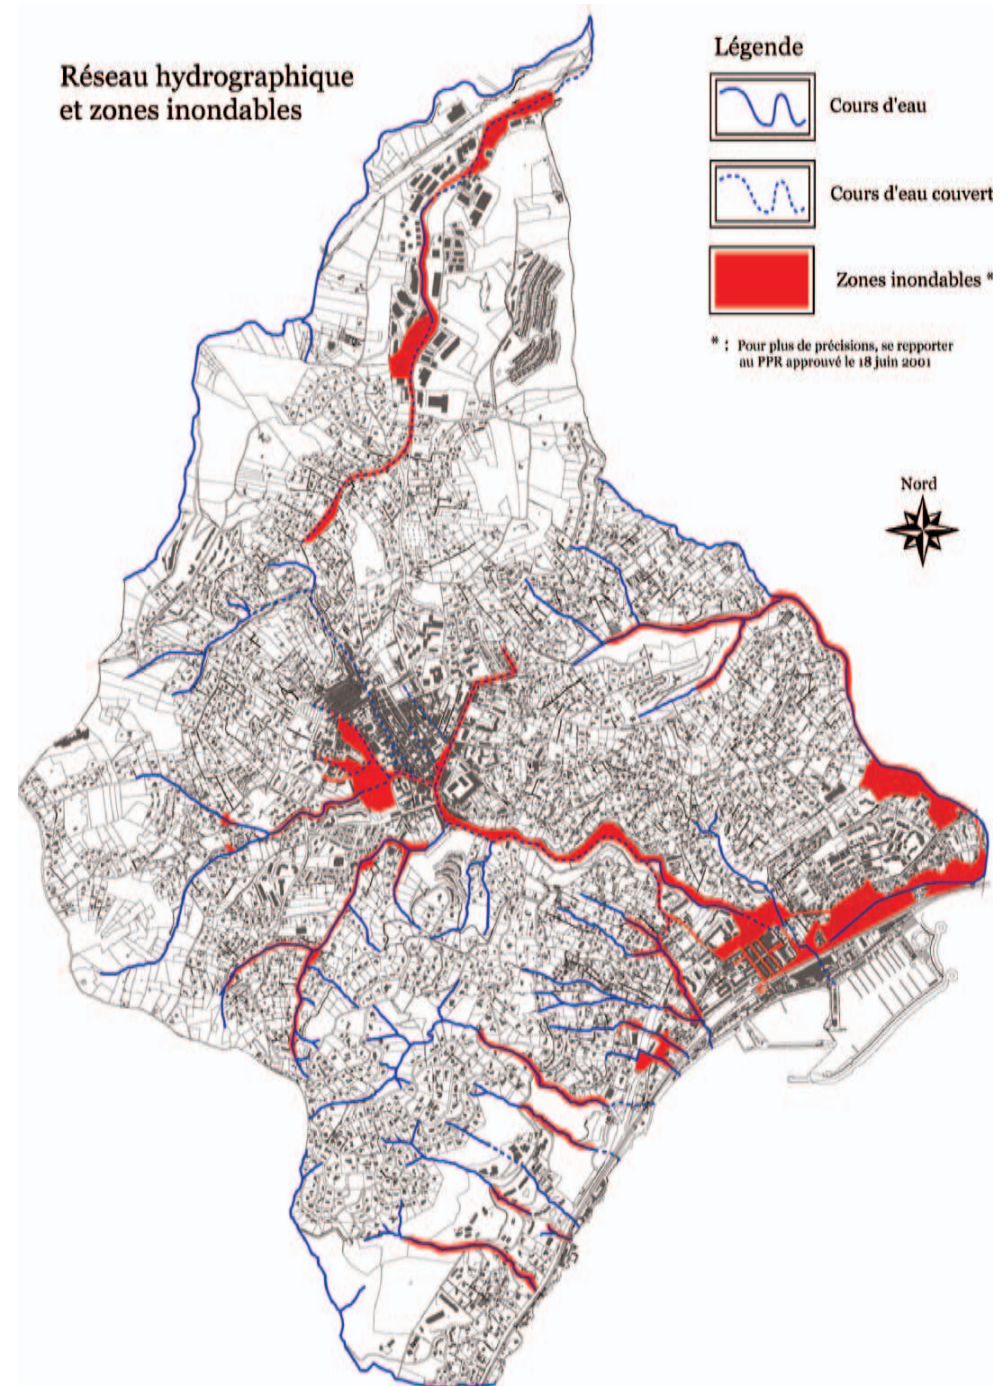 Réseau hydrographique
et zones inondables
Légende
Cours d'eau
Cours d'eau couvert
Zones inondables *
* : Pour plus de précisions, se repporter
au PPR approuvé le 18 juin 2001
Nord